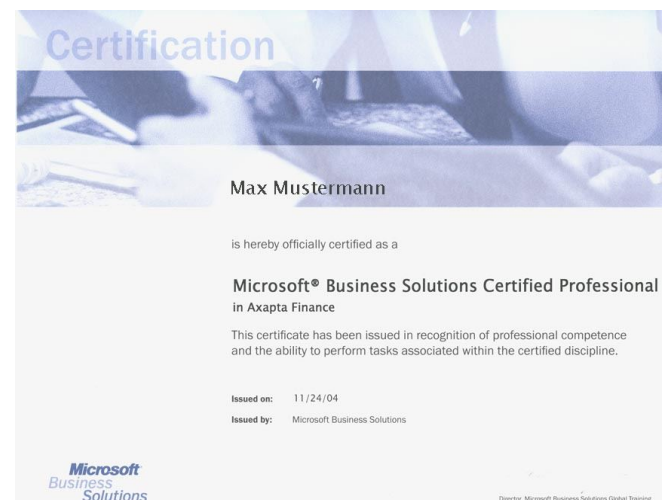 Certification
Max Mustermann
is hereby officially certified as a
Microsoft® Business Solutions Certified Professional
in Axapta Finance
This certificate has been issued in recognition of professional competence
and the ability to perform tasks associated within the certified discipline.
Issued on: 11/24/04
Issued by: Microsoft Business Solutions
Microsoft
Business
Solutions
Director, Microsoft Business Solutions Global Training